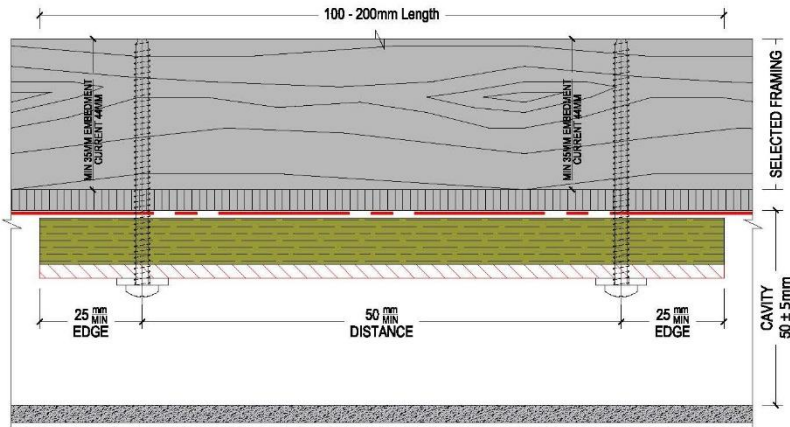 100 - 200mm Length
MIN 35MM EMBEDMENT
CURRENT 44MM
MIN 35MM EMBEDMENT
CURRENT 44MM
SELECTED FRAMING
25 mm MIN
EDGE
50 mm MIN
DISTANCE
25 mm MIN
EDGE
CAVITY
50 ± 5mm